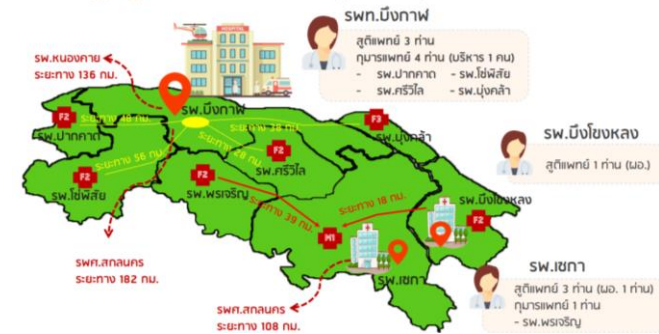 รพท.บึงกาฬ
สูติแพทย์ 3 ท่าน
กุมารแพทย์ 4 ท่าน (บริหาร 1 คน)
- รพ.ปากคาด - รพ.โซ่พิสัย
- รพ.ศรีวิไล - รพ.บุ่งคล้า
HOSPITAL
รพ.หนองคาย
ระยะทาง 136 กม.
รพ.บึงกาฬ
F2
รพ.ปากคาด
ระยะทาง 48 กม.
ระยะทาง 38 กม.
F3
รพ.บุ่งคล้า
รพ.บึงโขงหลง
สูติแพทย์ 1 ท่าน (ผอ.)
ระยะทาง 56 กม.
ระยะทาง 28 กม.
F2
รพ.ศรีวิไล
F2
รพ.โซ่พิสัย
F2
รพ.พรเจริญ
ระยะทาง 39 กม.
ระยะทาง 18 กม.
รพ.บึงโขงหลง
F2
M1
รพ.เซกา
รพศ.สกลนคร
ระยะทาง 182 กม.
รพศ.สกลนคร
ระยะทาง 108 กม.
รพ.เซกา
สูติแพทย์ 3 ท่าน (ผอ. 1 ท่าน)
กุมารแพทย์ 1 ท่าน
- รพ.พรเจริญ